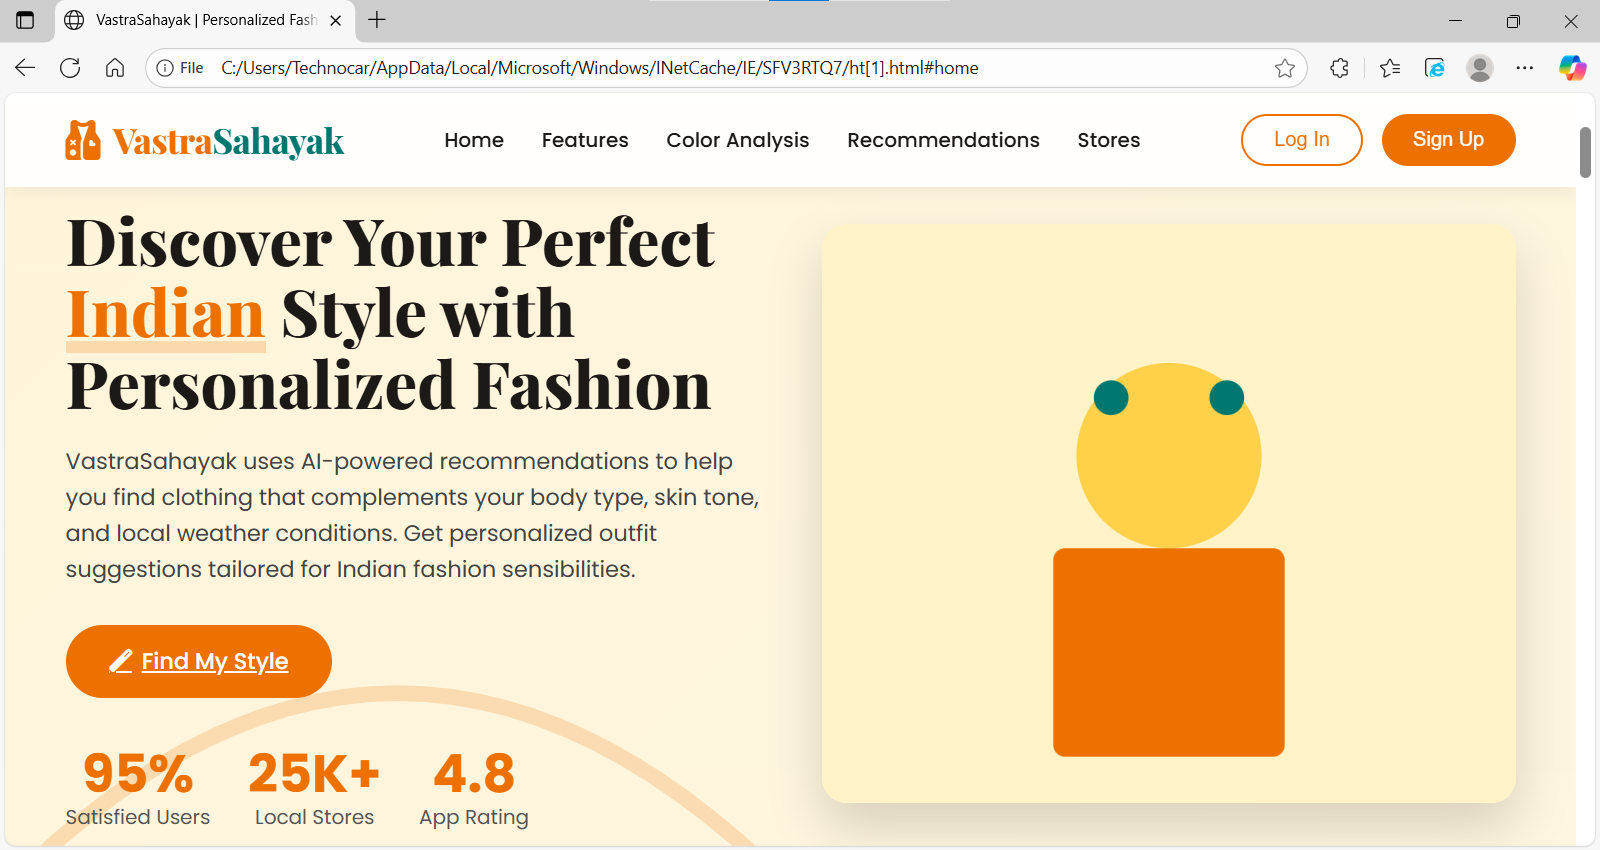 VastraSahayak | Personalized Fash
File C:/Users/Technocar/AppData/Local/Microsoft/Windows/INetCache/IE/SFV3RTQ7/ht[1].html#home
VastraSahayak Home Features Color Analysis Recommendations Stores Log In Sign Up
Discover Your Perfect
Indian Style with
Personalized Fashion
VastraSahayak uses AI-powered recommendations to help
you find clothing that complements your body type, skin tone,
and local weather conditions. Get personalized outfit
suggestions tailored for Indian fashion sensibilities.
Find My Style
95% 25K+ 4.8
Satisfied Users Local Stores App Rating